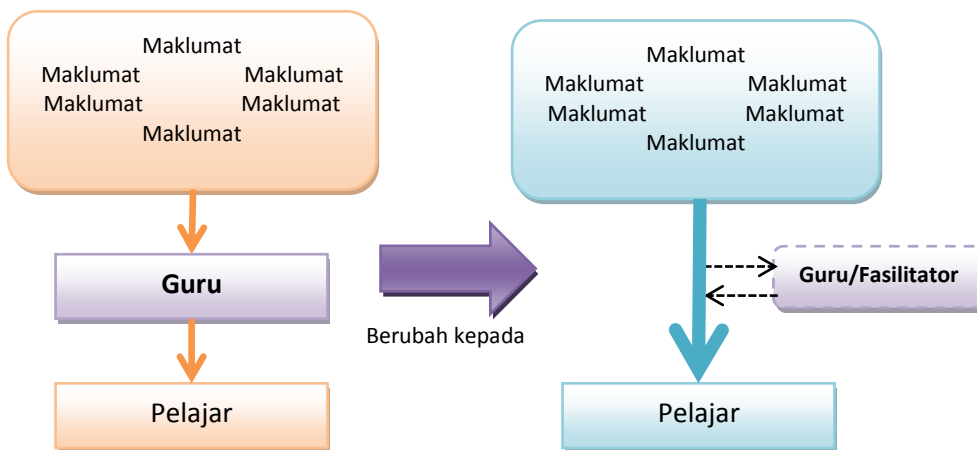 Maklumat
Maklumat Maklumat
Maklumat Maklumat
Maklumat
Guru
Pelajar
Berubah kepada
Maklumat
Maklumat Maklumat
Maklumat Maklumat
Maklumat
Guru/Fasilitator
Pelajar